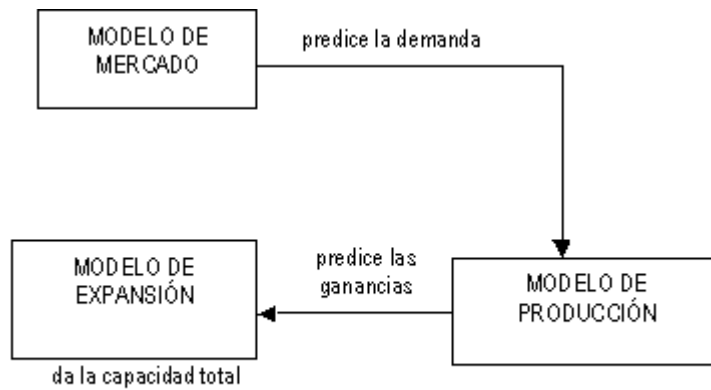 MODELO DE
MERCADO
predice la demanda
MODELO DE
EXPANSIÓN
predice las
ganancias
MODELO DE
PRODUCCIÓN
da la capacidad total